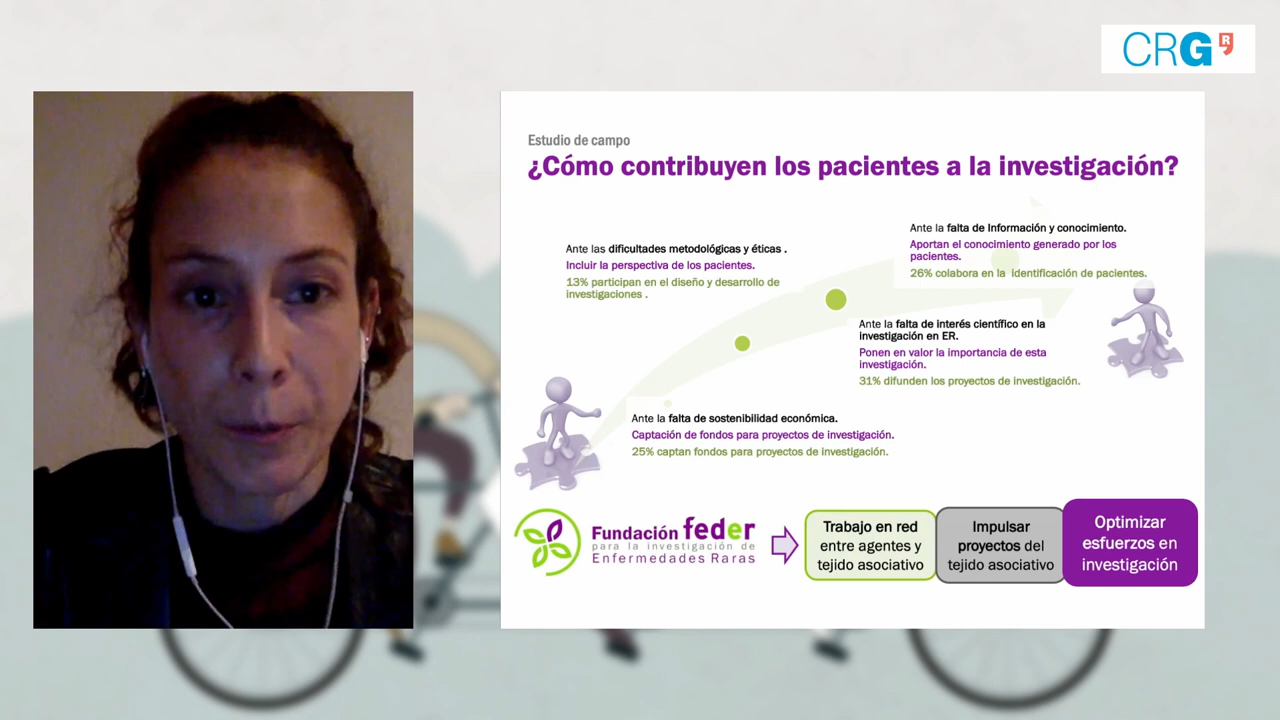 CRG
R
Estudio de campo
¿Cómo contribuyen los pacientes a la investigación?
Ante las dificultades metodológicas y éticas .
Incluir la perspectiva de los pacientes.
13% participan en el diseño y desarrollo de
investigaciones .
Ante la falta de Información y conocimiento.
Aportan el conocimiento generado por los
pacientes.
26% colabora en la identificación de pacientes.
Ante la falta de interés científico en la
investigación en ER.
Ponen en valor la importancia de esta
investigación.
31% difunden los proyectos de investigación.
Ante la falta de sostenibilidad económica.
Captación de fondos para proyectos de investigación.
25% captan fondos para proyectos de investigación.
Fundación feder
para la investigación de
Enfermedades Raras
Trabajo en red
entre agentes y
tejido asociativo
Impulsar
proyectos del
tejido asociativo
Optimizar
esfuerzos en
investigación